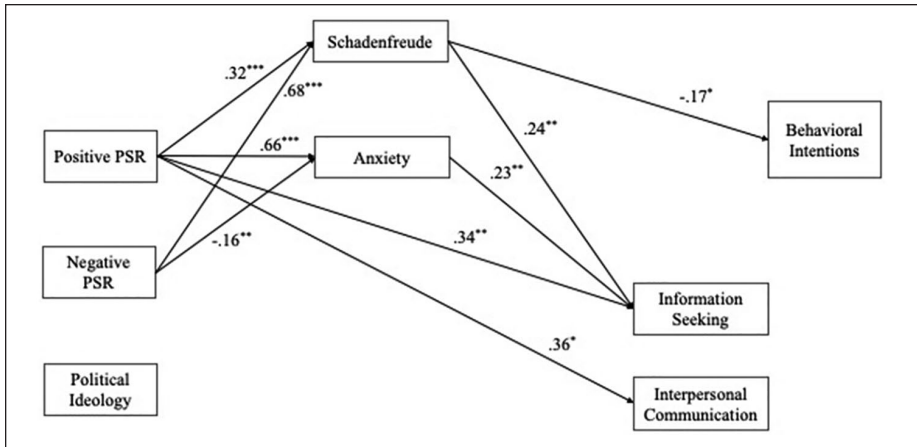 Schadenfreude
.32***
.68***
-.17*
Behavioral
Intentions
.24**
Positive PSR
.66***
Anxiety
.23**
-.16**
.34**
Negative
PSR
Information
Seeking
.36*
Political
Ideology
Interpersonal
Communication